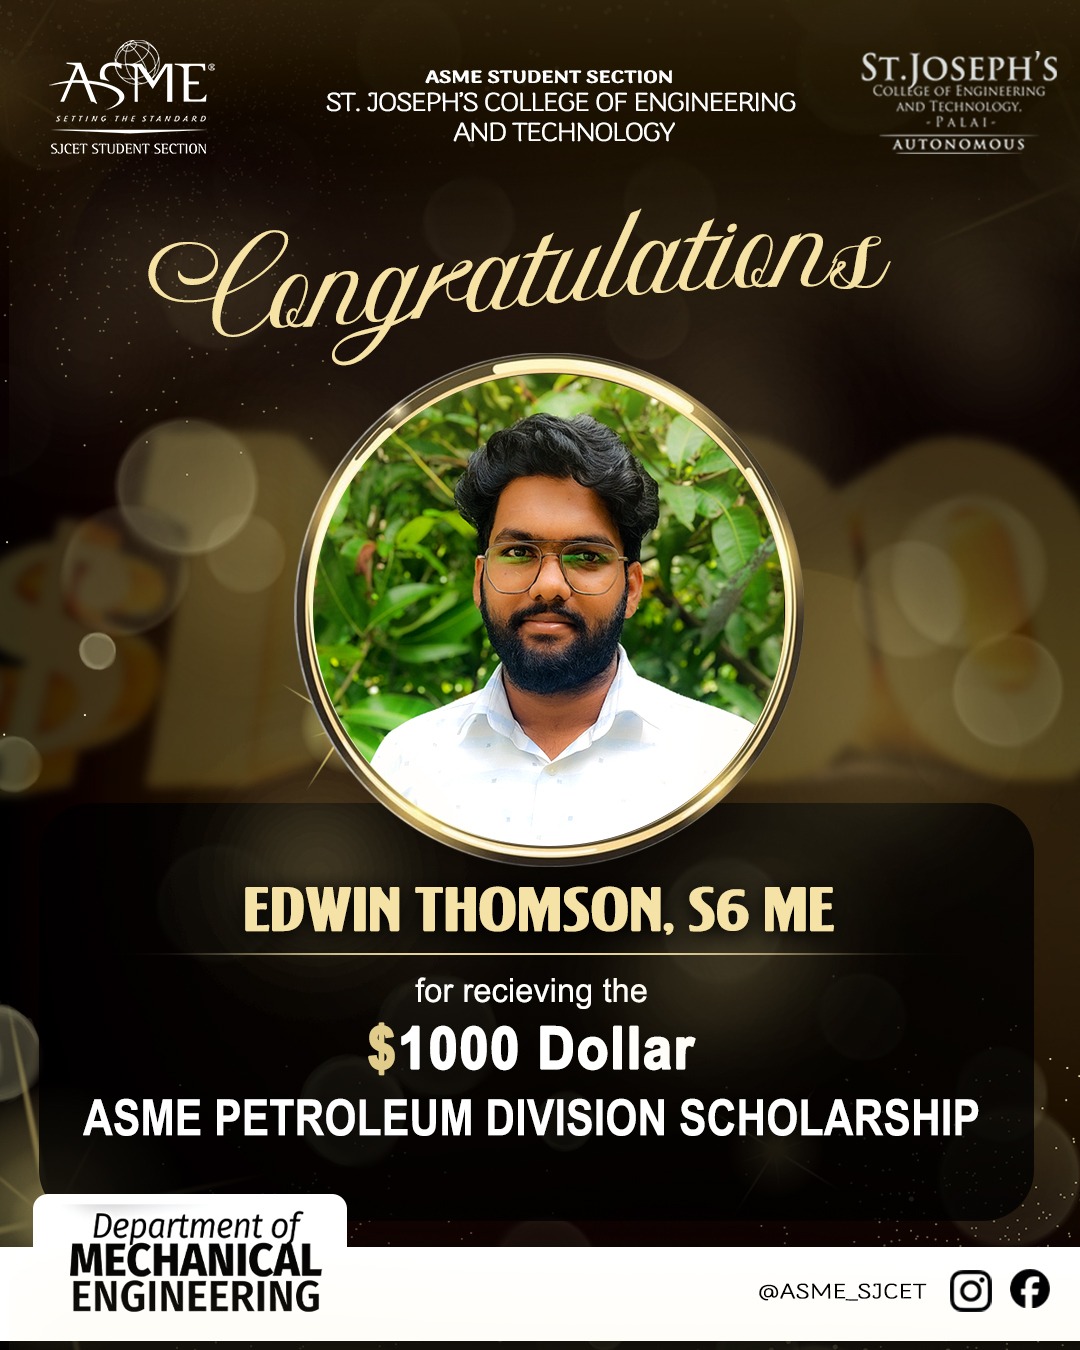 ASME®
SETTING THE STANDARD
SJCET STUDENT SECTION
ASME STUDENT SECTION
ST. JOSEPH'S COLLEGE OF ENGINEERING
AND TECHNOLOGY
ST.JOSEPH'S
COLLEGE OF ENGINEERING
AND TECHNOLOGY,
-PALAI-
AUTONOMOUS
Congratulations
EDWIN THOMSON, S6 ME
for recieving the
$1000 Dollar
ASME PETROLEUM DIVISION SCHOLARSHIP
Department of
MECHANICAL
ENGINEERING
@ASME_SJCET